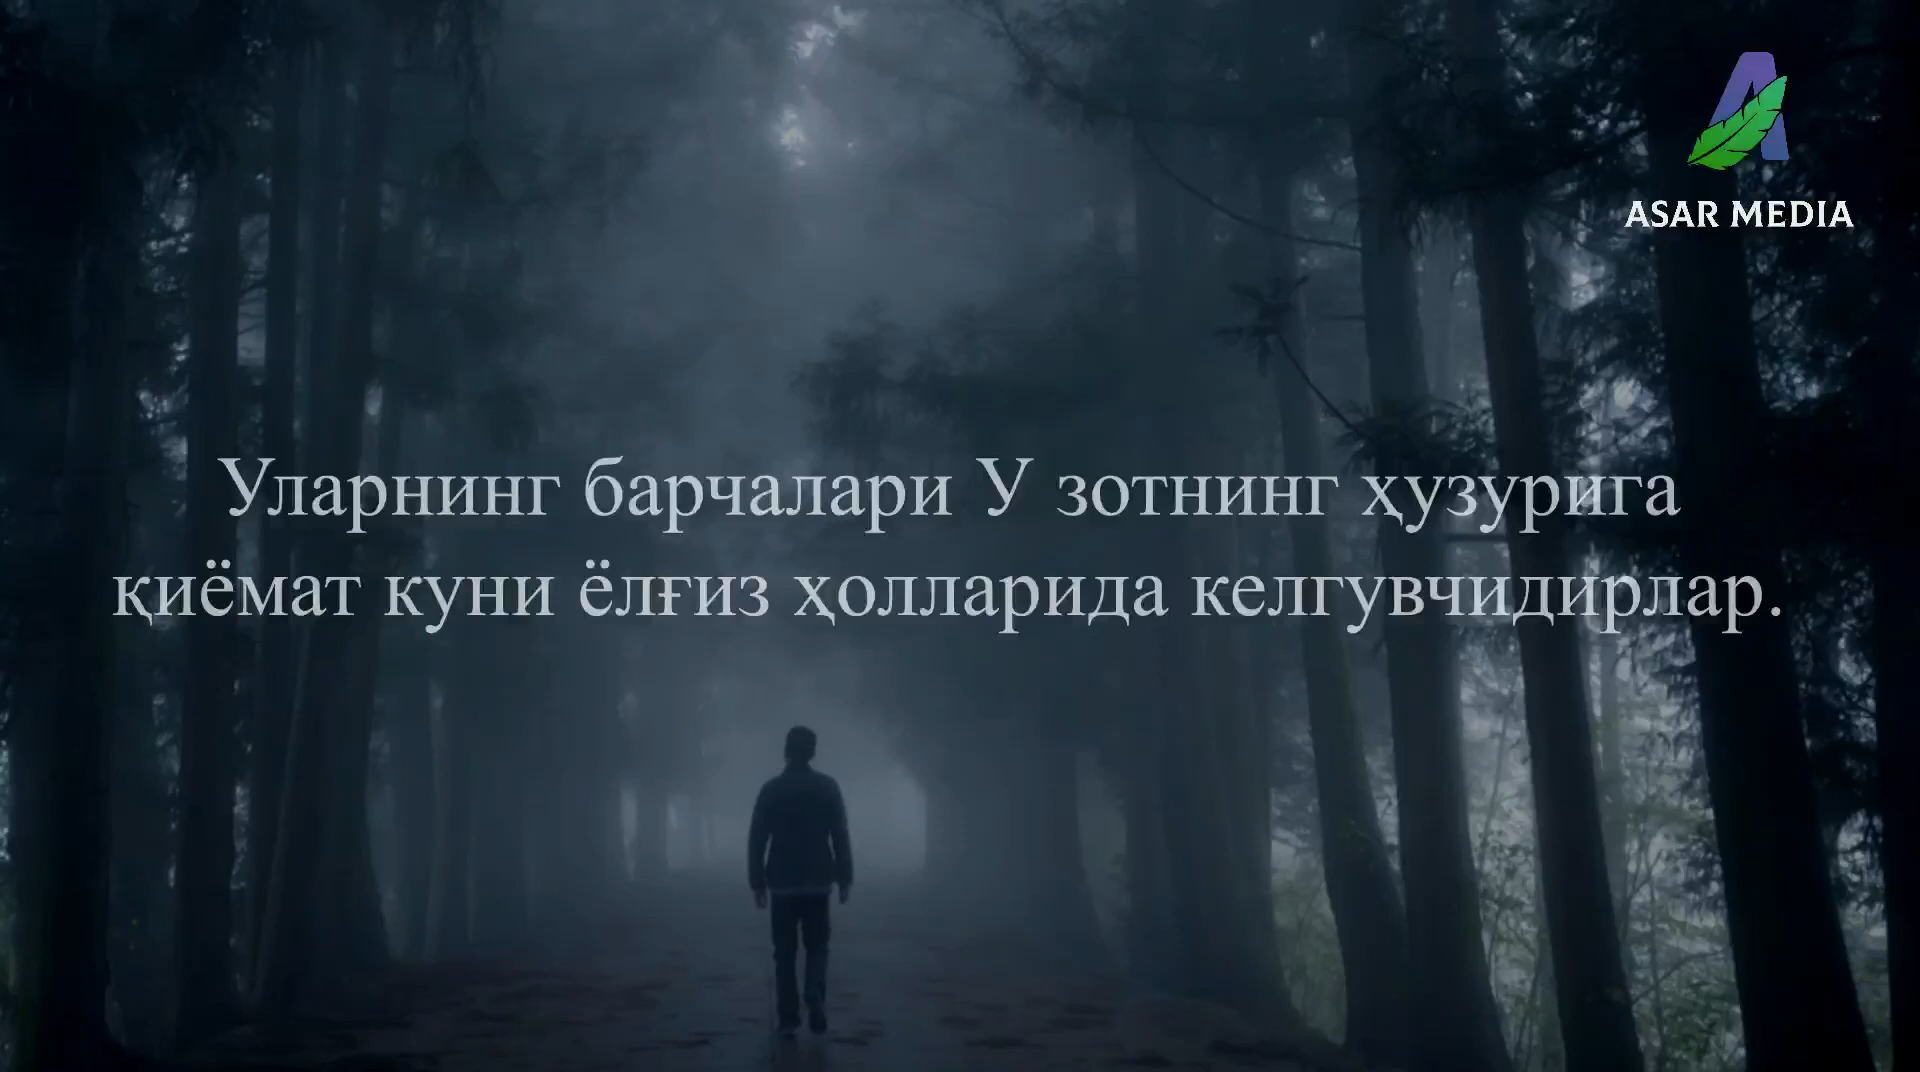 ASAR MEDIA
Уларнинг барчалари У зотнинг ҳузурига
қиёмат куни ёлғиз ҳолларида келгувчидирлар.